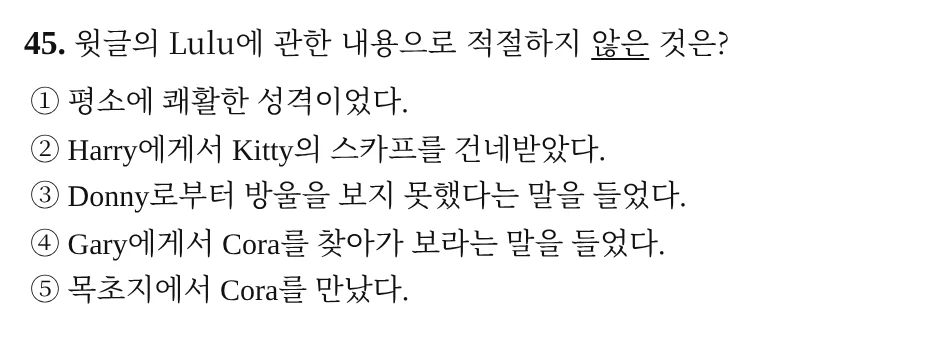 45. 윗글의 Lulu에 관한 내용으로 적절하지 않은 것은?
① 평소에 쾌활한 성격이었다.
② Harry에게서 Kitty의 스카프를 건네받았다.
③ Donny로부터 방울을 보지 못했다는 말을 들었다.
④ Gary에게서 Cora를 찾아가 보라는 말을 들었다.
⑤ 목초지에서 Cora를 만났다.